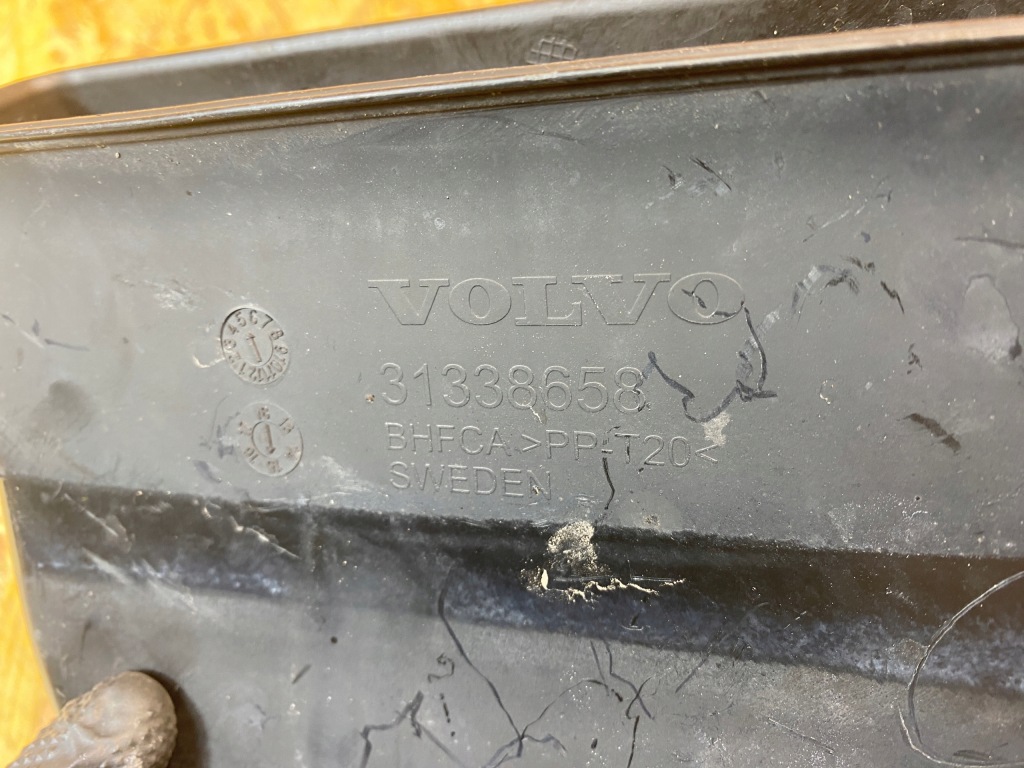 VOLVO
31338658
BHFCA >PP-T20<
SWEDEN